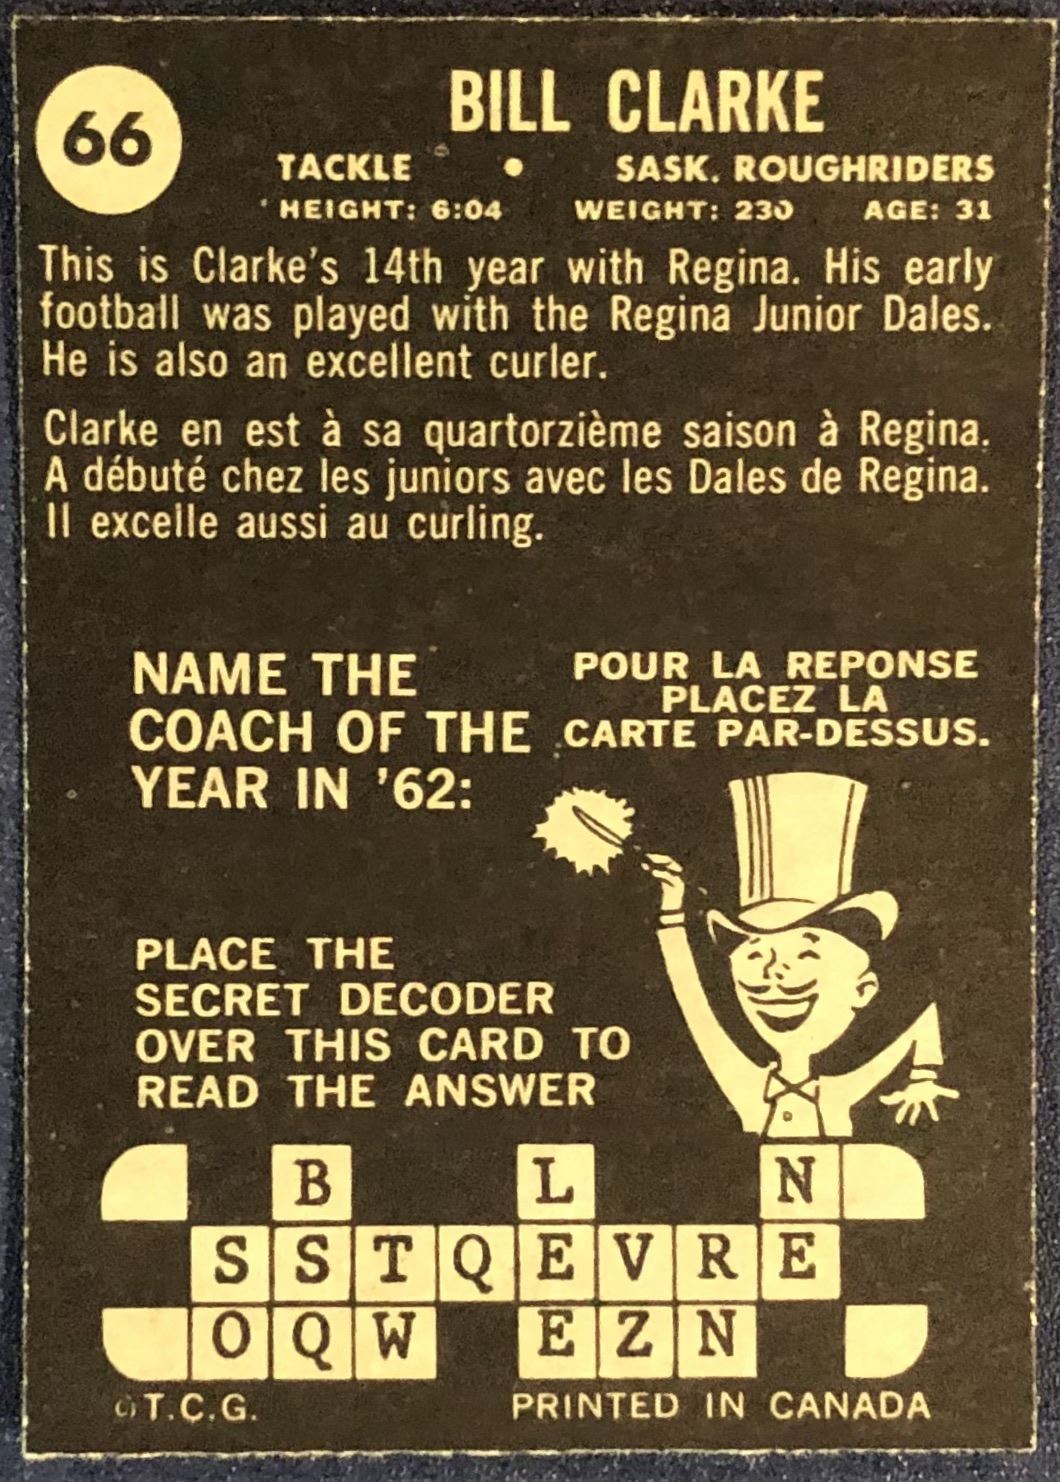 66
BILL CLARKE
TACKLE • SASK. ROUGHRIDERS
HEIGHT: 6:04 WEIGHT: 230 AGE: 31
This is Clarke's 14th year with Regina. His early
football was played with the Regina Junior Dales.
He is also an excellent curler.
Clarke en est à sa quartorzième saison à Regina.
A débuté chez les juniors avec les Dales de Regina.
Il excelle aussi au curling.
NAME THE
COACH OF THE
YEAR IN '62:
POUR LA REPONSE
PLACEZ LA
CARTE PAR-DESSUS.
PLACE THE
SECRET DECODER
OVER THIS CARD TO
READ THE ANSWER
B L N
S S T Q E V R E
O Q W E Z N
©T.C.G. PRINTED IN CANADA